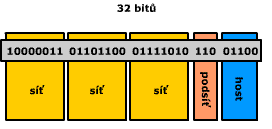 32 bitů
10000011 01101100 01111010 110 01100
síť síť síť podsíť host